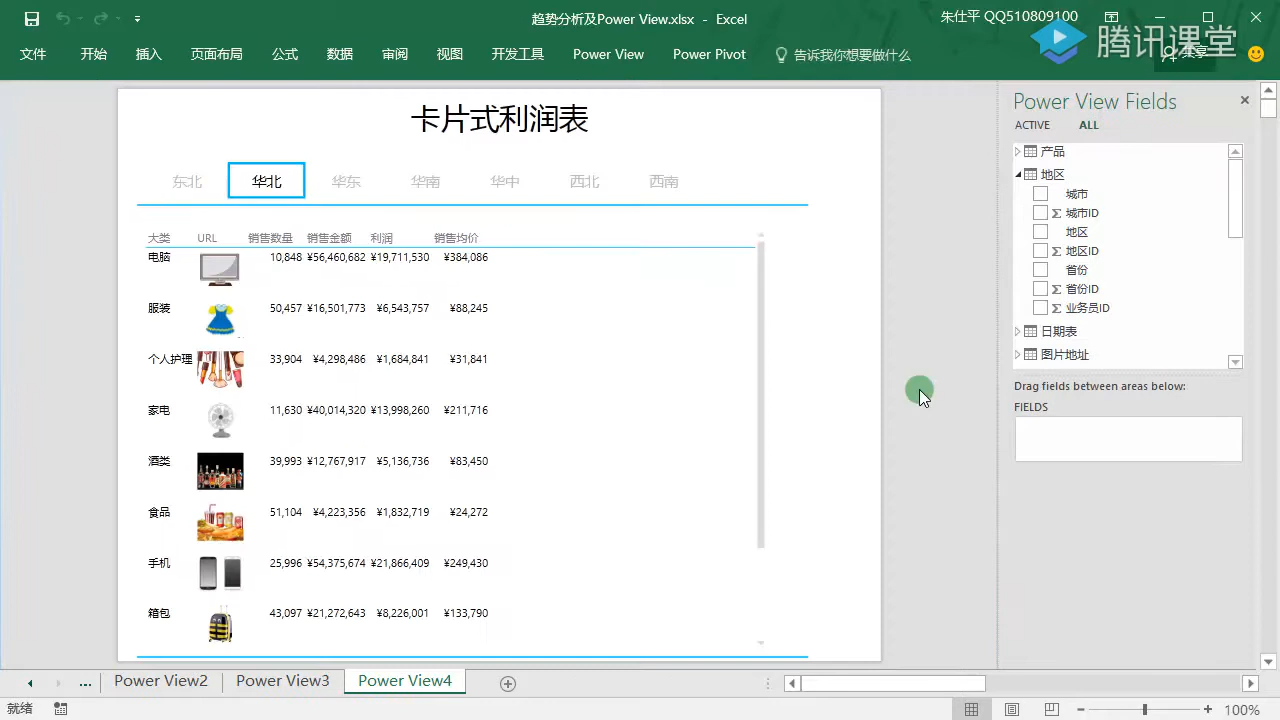 趋势分析及Power View.xlsx - Excel
朱仕平 QQ510809100
文件 开始 插入 页面布局 公式 数据 审阅 视图 开发工具 Power View Power Pivot 告诉我你想要做什么
共享
腾讯课堂
卡片式利润表
东北 华北 华东 华南 华中 西北 西南
大类 URL 销售数量 销售金额 利润 销售均价
电脑 10,848 ¥56,460,682 ¥19,711,530 ¥384,086
服装 50,457 ¥16,501,773 ¥6,543,757 ¥88,245
个人护理 33,904 ¥4,298,486 ¥1,684,841 ¥31,841
家电 11,630 ¥40,014,320 ¥13,998,260 ¥211,716
酒类 39,993 ¥12,767,917 ¥5,136,736 ¥83,450
食品 51,104 ¥4,223,356 ¥1,832,719 ¥24,272
手机 25,996 ¥54,375,674 ¥21,866,409 ¥249,430
箱包 43,097 ¥21,272,643 ¥8,226,001 ¥133,790
Power View Fields
ACTIVE ALL
产品
地区
城市
Σ 城市ID
地区
Σ 地区ID
省份
Σ 省份ID
Σ 业务员ID
日期表
图片地址
Drag fields between areas below:
FIELDS
... Power View2 Power View3 Power View4
就绪
100%